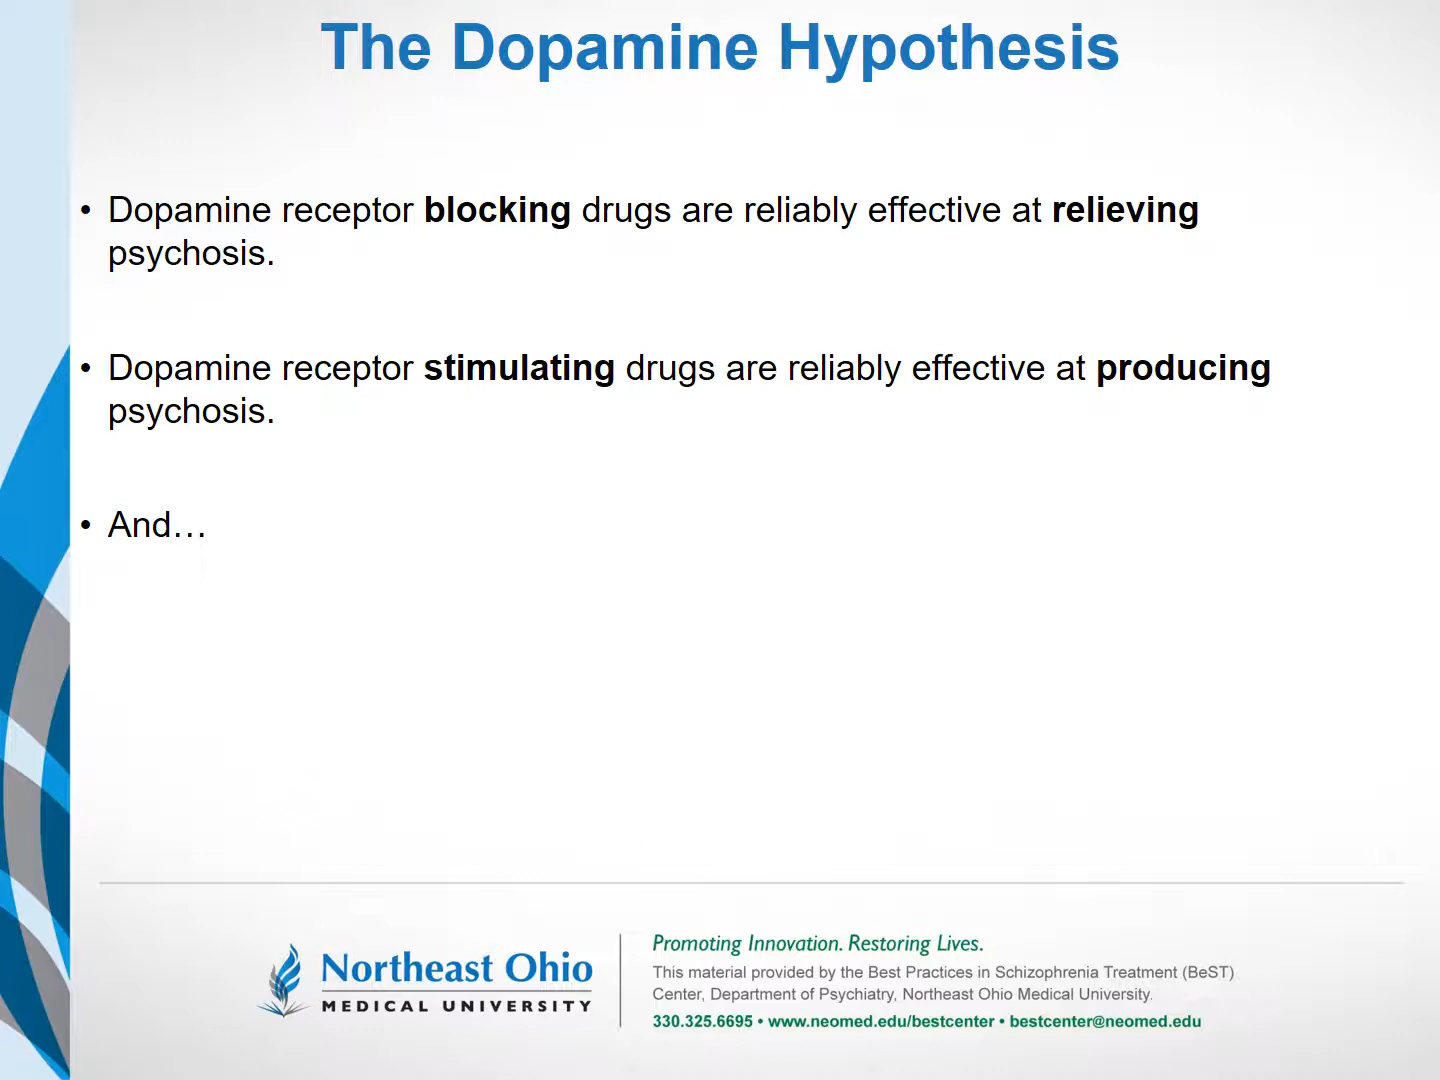 The Dopamine Hypothesis
• Dopamine receptor blocking drugs are reliably effective at relieving
psychosis.
• Dopamine receptor stimulating drugs are reliably effective at producing
psychosis.
• And…
Northeast Ohio
MEDICAL UNIVERSITY
Promoting Innovation. Restoring Lives.
This material provided by the Best Practices in Schizophrenia Treatment (BeST)
Center, Department of Psychiatry, Northeast Ohio Medical University.
330.325.6695 • www.neomed.edu/bestcenter • bestcenter@neomed.edu